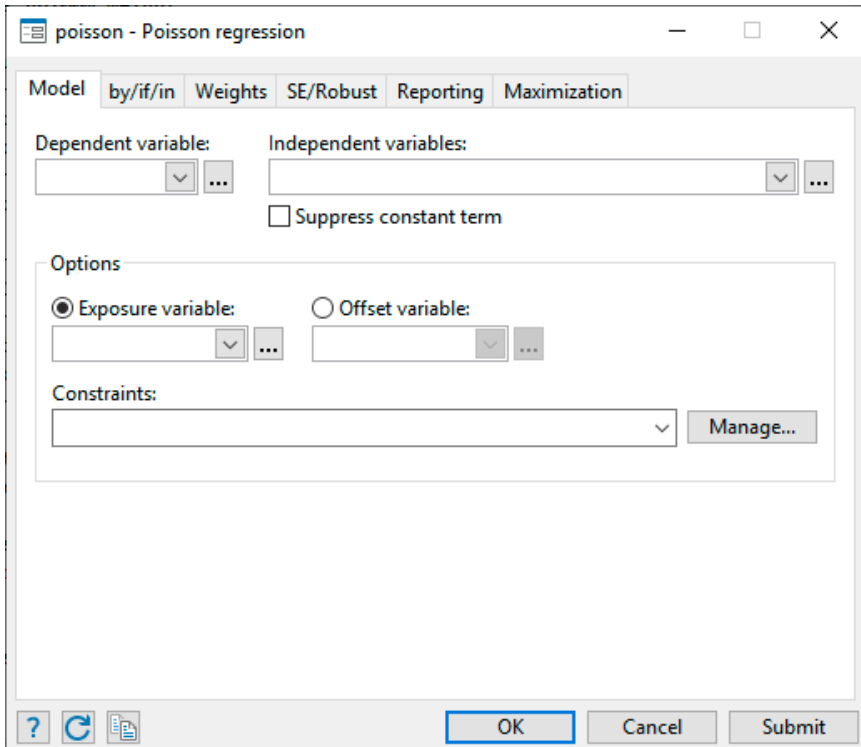 poisson - Poisson regression
Model by/if/in Weights SE/Robust Reporting Maximization
Dependent variable: Independent variables:
... ...
Suppress constant term
Options
Exposure variable: Offset variable:
... ...
Constraints:
Manage...
? OK Cancel Submit